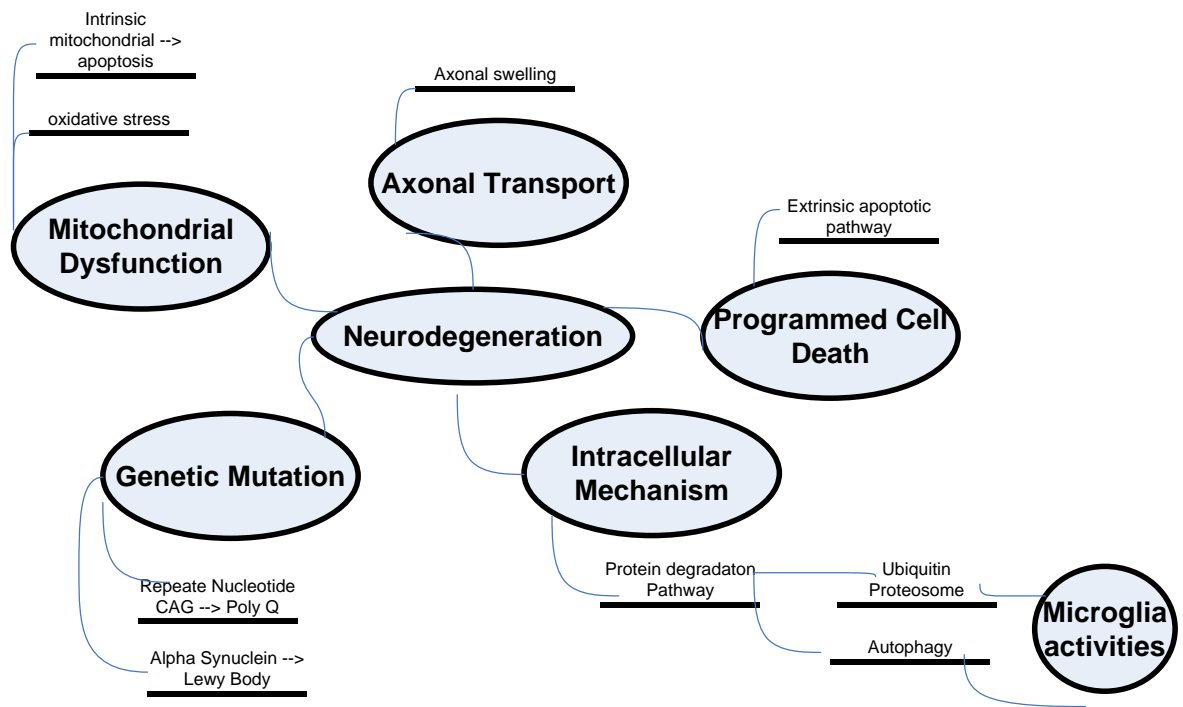 Intrinsic
mitochondrial -->
apoptosis
oxidative stress
Mitochondrial
Dysfunction
Axonal swelling
Axonal Transport
Extrinsic apoptotic
pathway
Programmed Cell
Death
Neurodegeneration
Genetic Mutation
Repeate Nucleotide
CAG --> Poly Q
Alpha Synuclein -->
Lewy Body
Intracellular
Mechanism
Protein degradaton
Pathway
Ubiquitin
Proteosome
Autophagy
Microglia
activities